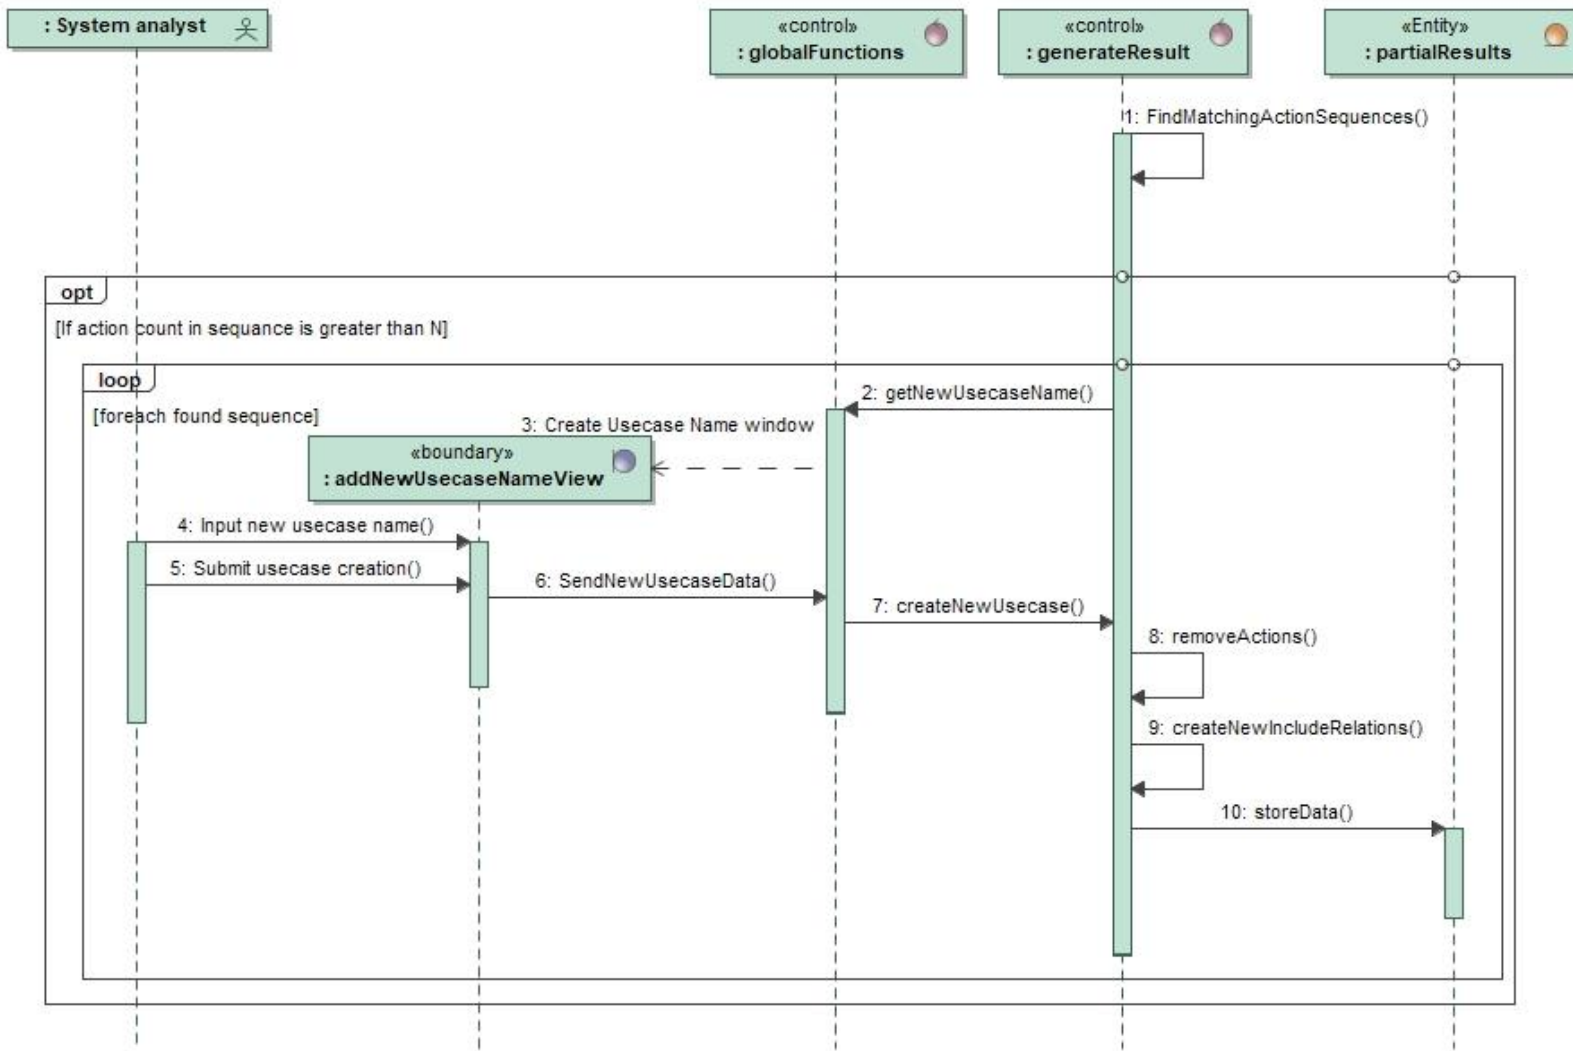 : System analyst
«control»
: globalFunctions
«control»
: generateResult
«Entity»
: partialResults
1: FindMatchingActionSequences()
opt
[If action count in sequance is greater than N]
loop
[foreach found sequence]
2: getNewUsecaseName()
3: Create Usecase Name window
«boundary»
: addNewUsecaseNameView
4: Input new usecase name()
5: Submit usecase creation()
6: SendNewUsecaseData()
7: createNewUsecase()
8: removeActions()
9: createNewIncludeRelations()
10: storeData()